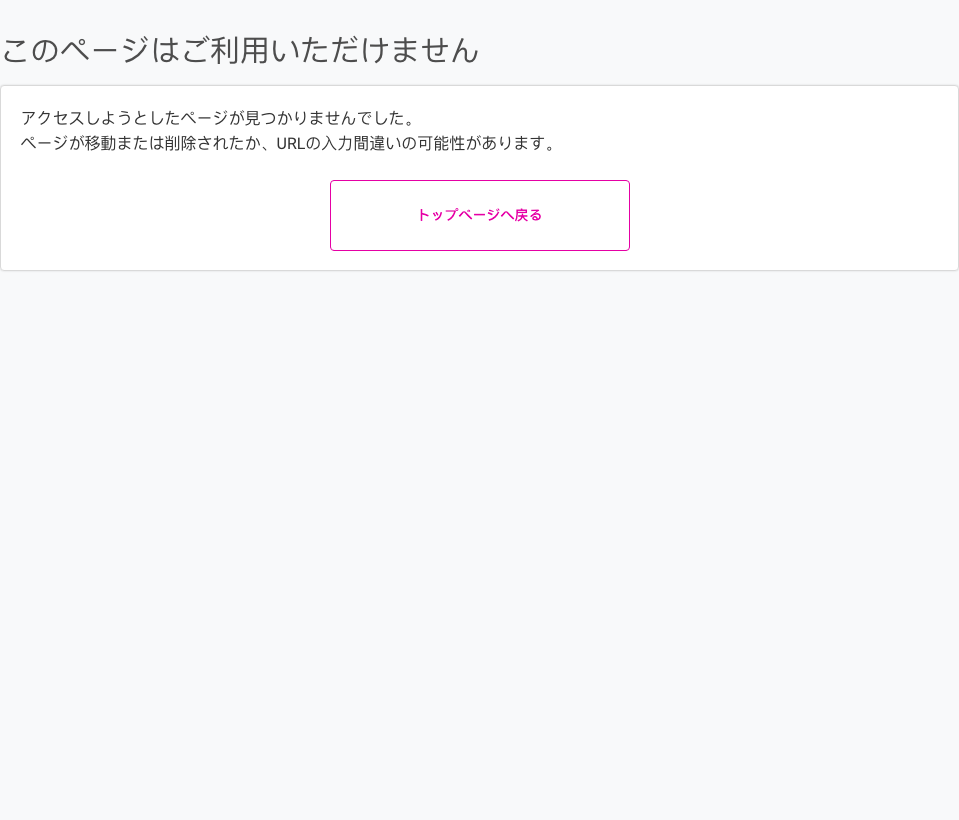 このページはご利用いただけません
アクセスしようとしたページが見つかりませんでした。
ページが移動または削除されたか、URLの入力間違いの可能性があります。
トップページへ戻る